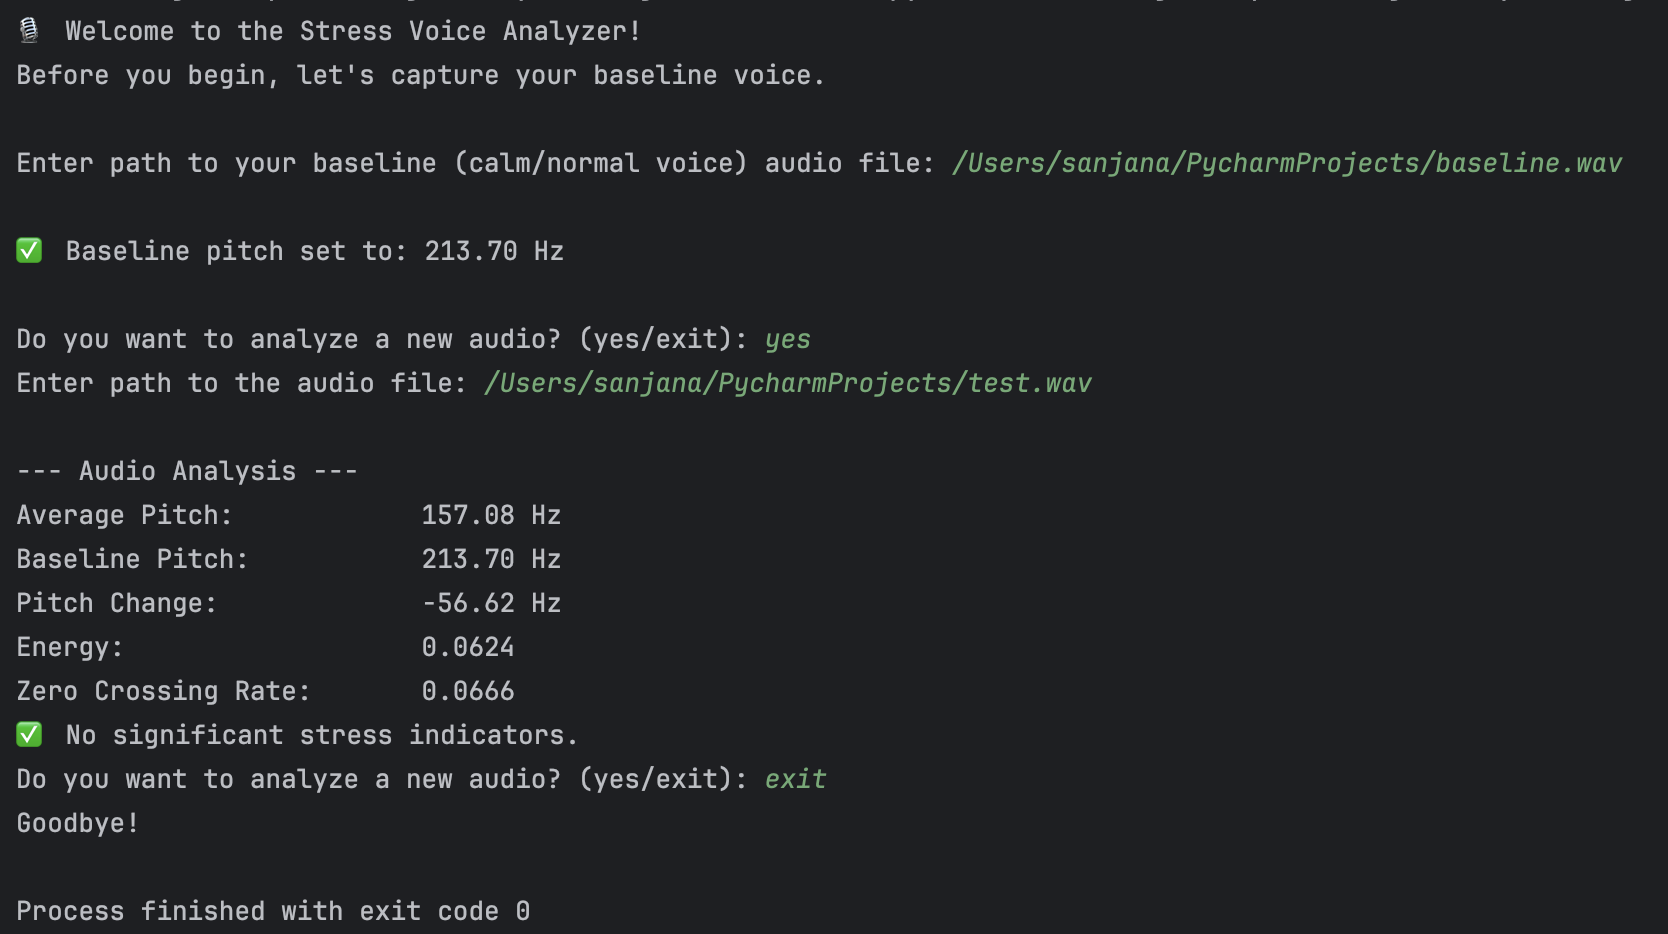 🎙 Welcome to the Stress Voice Analyzer!
Before you begin, let's capture your baseline voice.
Enter path to your baseline (calm/normal voice) audio file: /Users/sanjana/PycharmProjects/baseline.wav
✅ Baseline pitch set to: 213.70 Hz
Do you want to analyze a new audio? (yes/exit): yes
Enter path to the audio file: /Users/sanjana/PycharmProjects/test.wav
--- Audio Analysis ---
Average Pitch: 157.08 Hz
Baseline Pitch: 213.70 Hz
Pitch Change: -56.62 Hz
Energy: 0.0624
Zero Crossing Rate: 0.0666
✅ No significant stress indicators.
Do you want to analyze a new audio? (yes/exit): exit
Goodbye!
Process finished with exit code 0